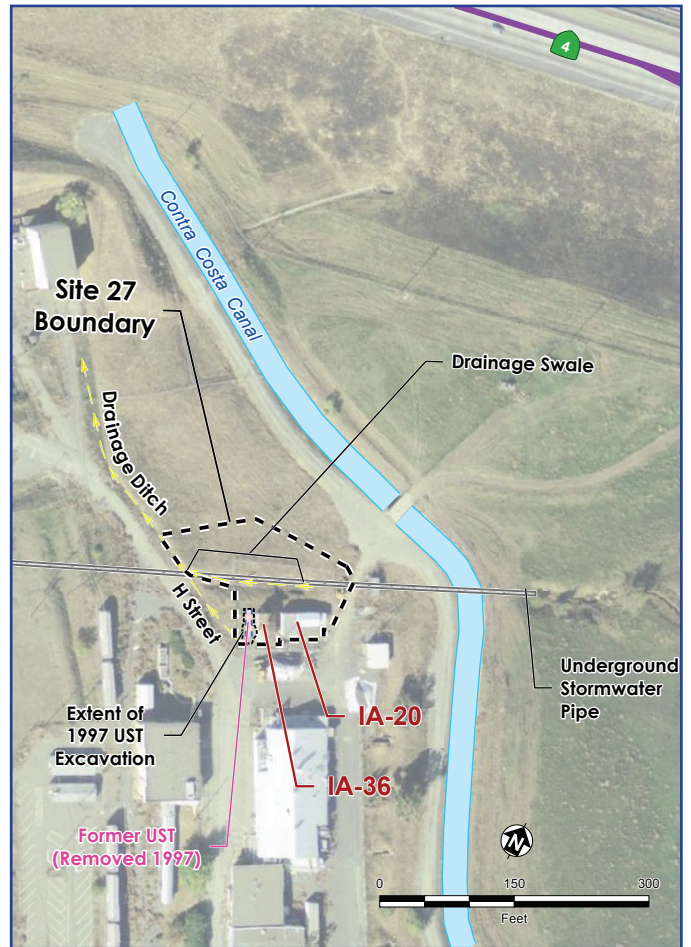 4
Contra Costa Canal
Site 27
Boundary
Drainage Swale
Drainage Ditch
H Street
Underground
Stormwater
Pipe
Extent of
1997 UST
Excavation
IA-20
IA-36
Former UST
(Removed 1997)
N
0 150 300
Feet